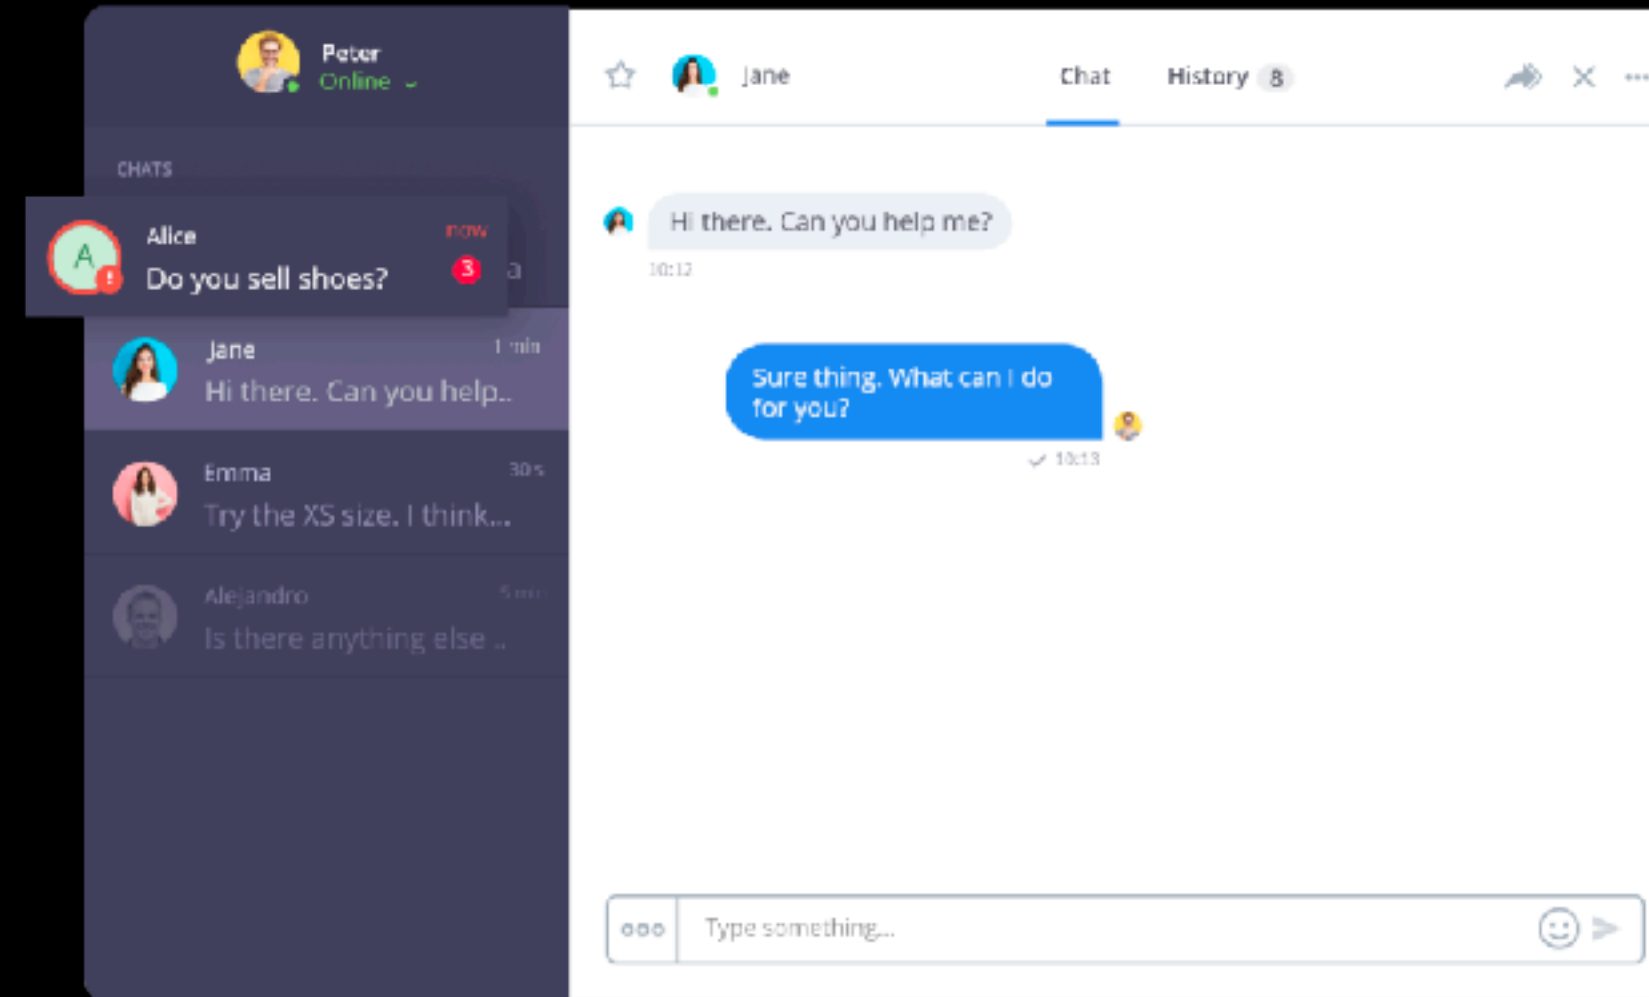 Peter
Online
CHATS
A
Alice
now
Do you sell shoes?
3
a
Jane
1 min
Hi there. Can you help..
Emma
30 s
Try the XS size. I think...
Alejandro
5 min
Is there anything else ..
Jane
Chat
History 8
Hi there. Can you help me?
10:12
Sure thing. What can I do
for you?
10:13
Type something...